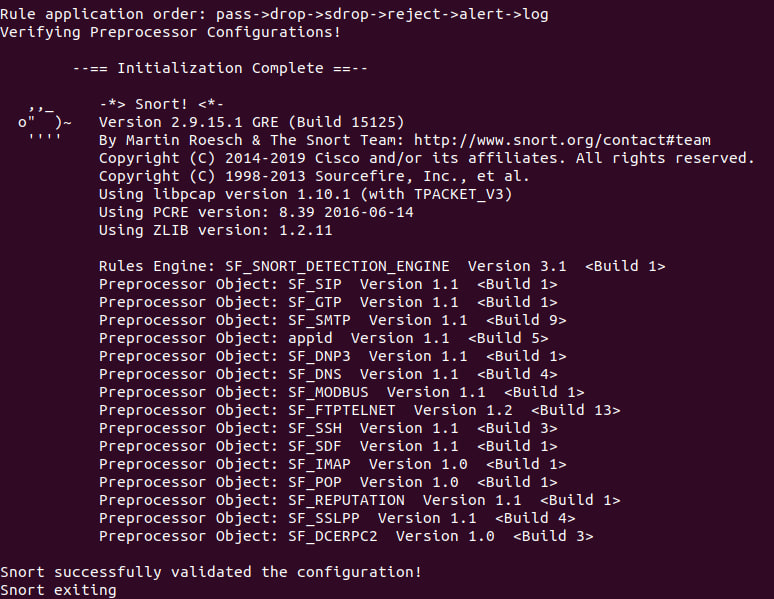 Rule application order: pass->drop->sdrop->reject->alert->log
Verifying Preprocessor Configurations!
--== Initialization Complete ==--
,,_ -*> Snort! <*-
o" )~ Version 2.9.15.1 GRE (Build 15125)
'''' By Martin Roesch & The Snort Team: http://www.snort.org/contact#team
Copyright (C) 2014-2019 Cisco and/or its affiliates. All rights reserved.
Copyright (C) 1998-2013 Sourcefire, Inc., et al.
Using libpcap version 1.10.1 (with TPACKET_V3)
Using PCRE version: 8.39 2016-06-14
Using ZLIB version: 1.2.11
Rules Engine: SF_SNORT_DETECTION_ENGINE Version 3.1 <Build 1>
Preprocessor Object: SF_SIP Version 1.1 <Build 1>
Preprocessor Object: SF_GTP Version 1.1 <Build 1>
Preprocessor Object: SF_SMTP Version 1.1 <Build 9>
Preprocessor Object: appid Version 1.1 <Build 5>
Preprocessor Object: SF_DNP3 Version 1.1 <Build 1>
Preprocessor Object: SF_DNS Version 1.1 <Build 4>
Preprocessor Object: SF_MODBUS Version 1.1 <Build 1>
Preprocessor Object: SF_FTPTELNET Version 1.2 <Build 13>
Preprocessor Object: SF_SSH Version 1.1 <Build 3>
Preprocessor Object: SF_SDF Version 1.1 <Build 1>
Preprocessor Object: SF_IMAP Version 1.0 <Build 1>
Preprocessor Object: SF_POP Version 1.0 <Build 1>
Preprocessor Object: SF_REPUTATION Version 1.1 <Build 1>
Preprocessor Object: SF_SSLPP Version 1.1 <Build 4>
Preprocessor Object: SF_DCERPC2 Version 1.0 <Build 3>
Snort successfully validated the configuration!
Snort exiting